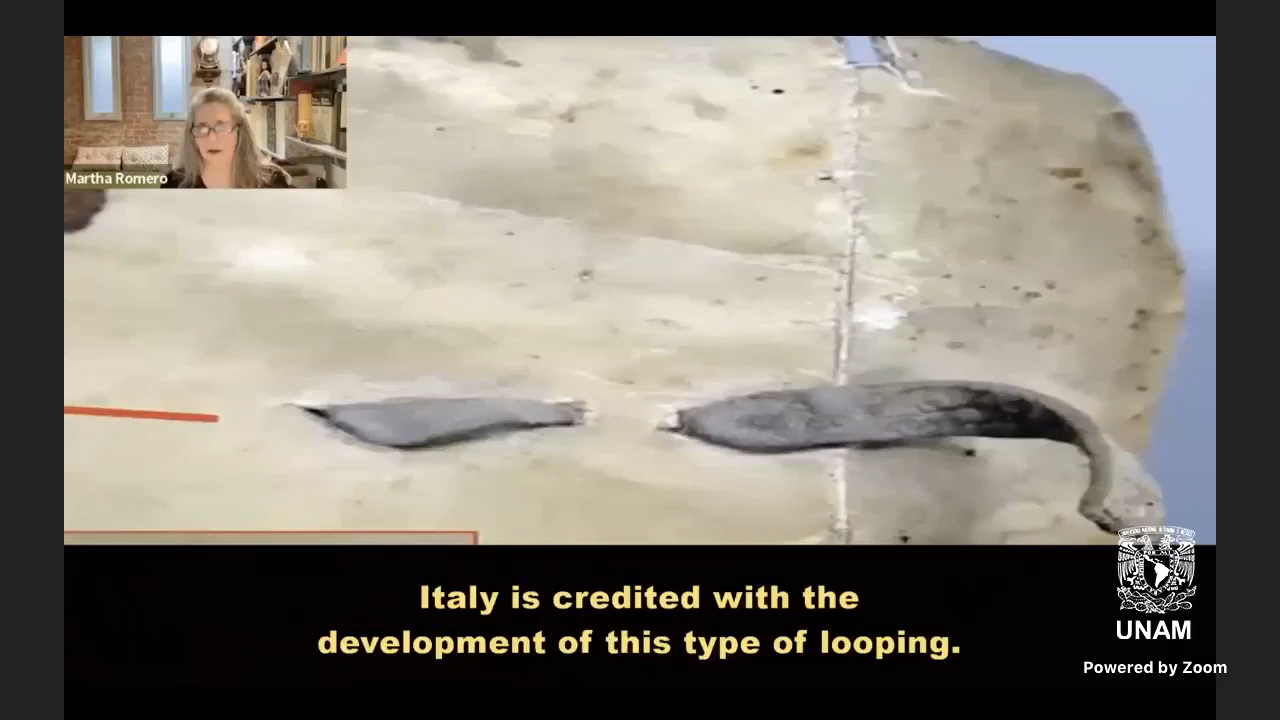 Martha Romero
Italy is credited with the
development of this type of looping.
UNAM
Powered by Zoom